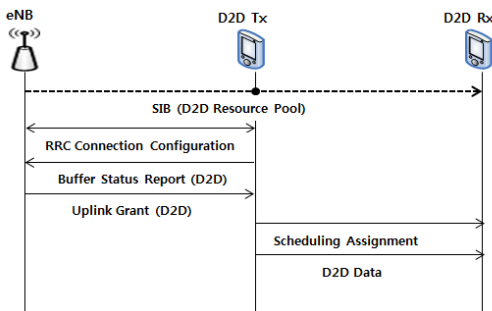 eNB
D2D Tx
D2D Rx
SIB (D2D Resource Pool)
RRC Connection Configuration
Buffer Status Report (D2D)
Uplink Grant (D2D)
Scheduling Assignment
D2D Data